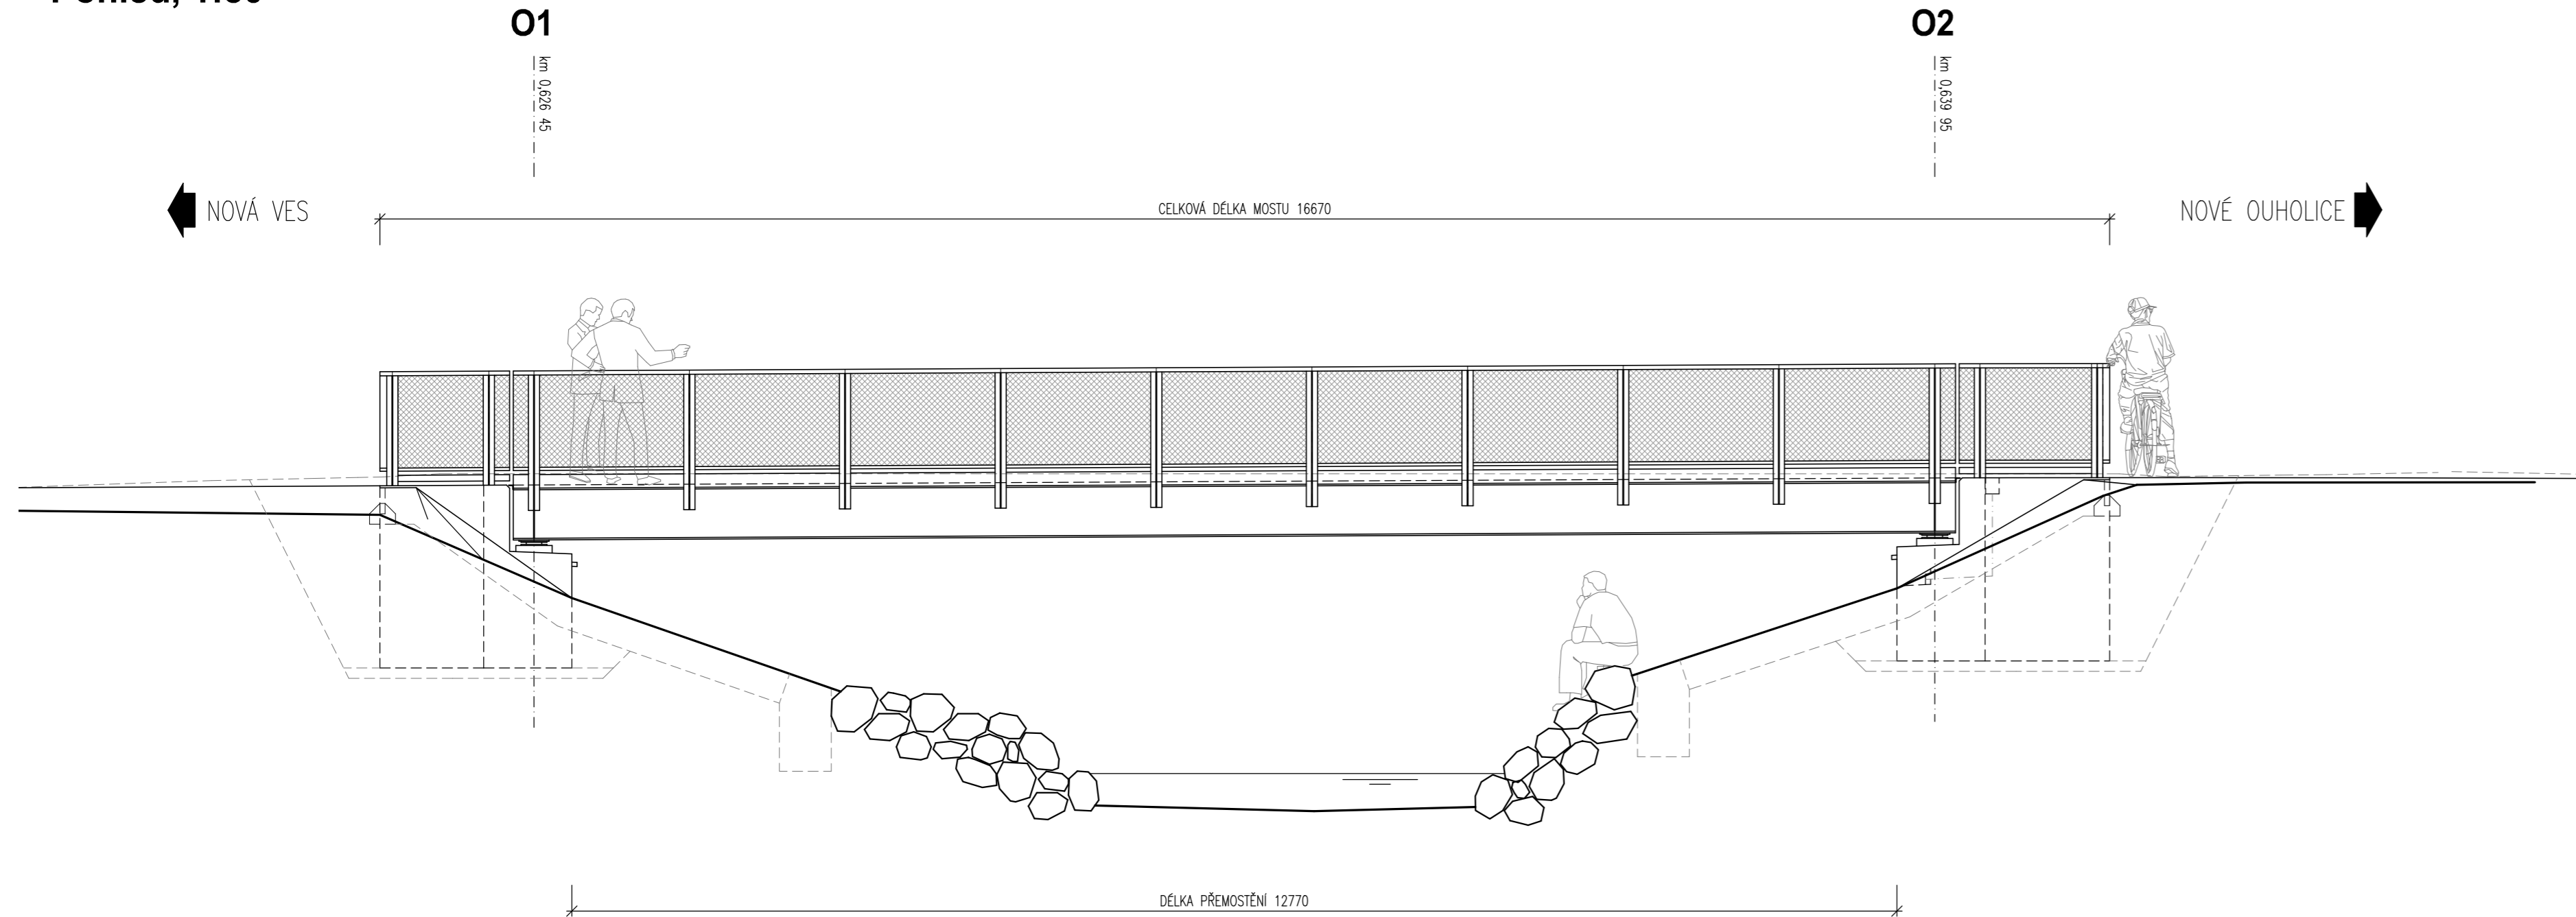 O1
O2
km 0,626 45
km 0,639 95
NOVÁ VES
CELKOVÁ DÉLKA MOSTU 16670
NOVÉ OUHOLICE
DÉLKA PŘEMOSTĚNÍ 12770